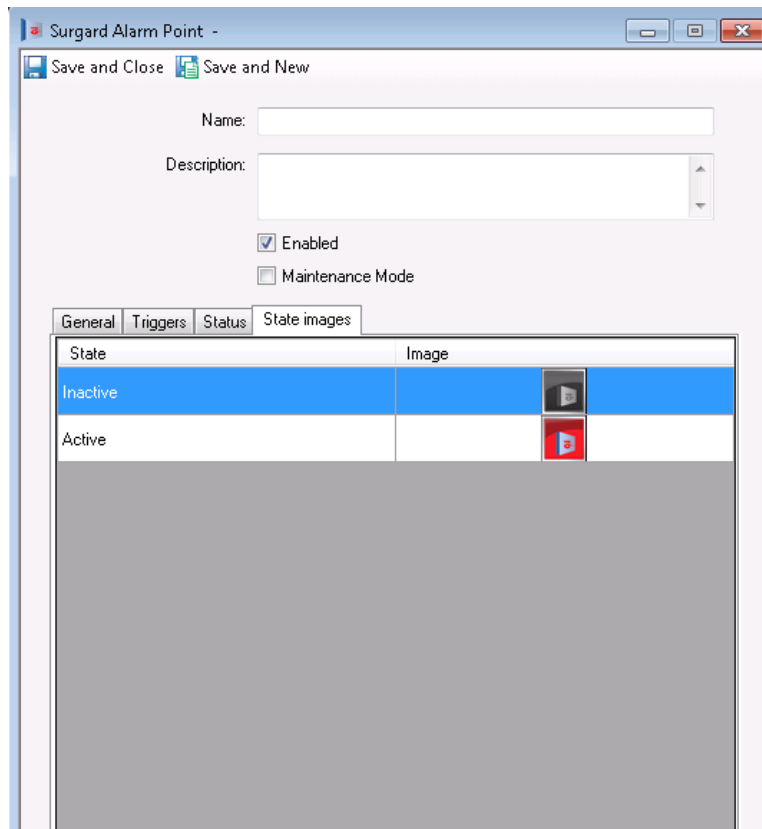 Surgard Alarm Point -
Save and Close Save and New
Name:
Description:
Enabled
Maintenance Mode
General Triggers Status State images
State Image
Inactive
Active